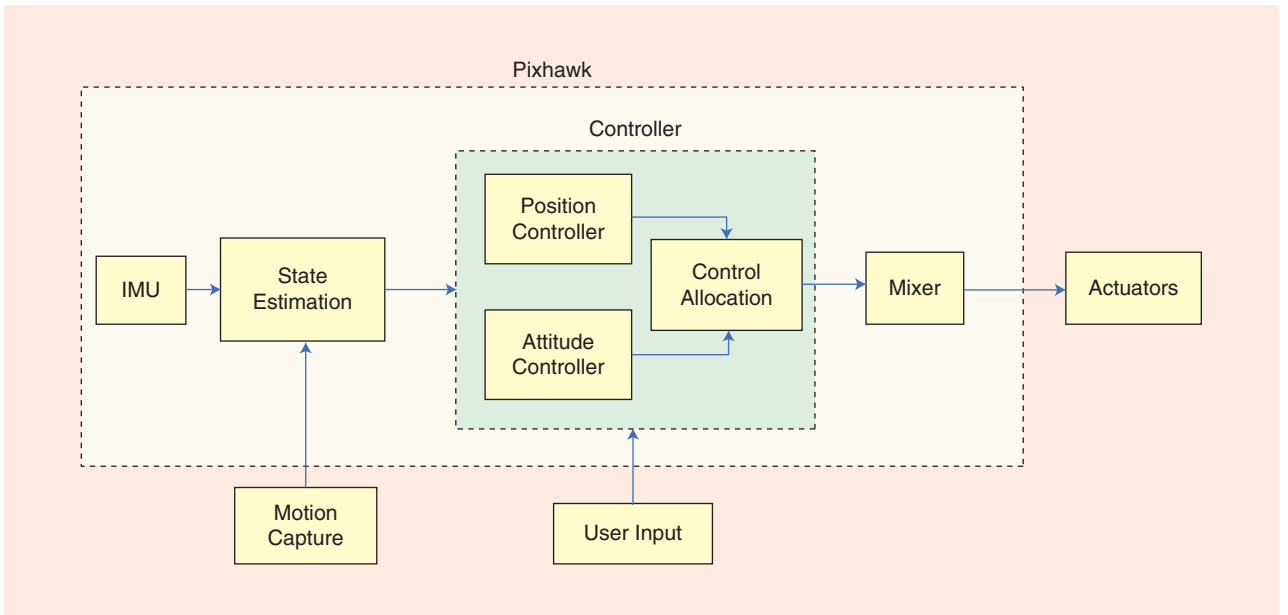 Pixhawk
Controller
Position
Controller
IMU
State
Estimation
Control
Allocation
Mixer
Actuators
Attitude
Controller
Motion
Capture
User Input